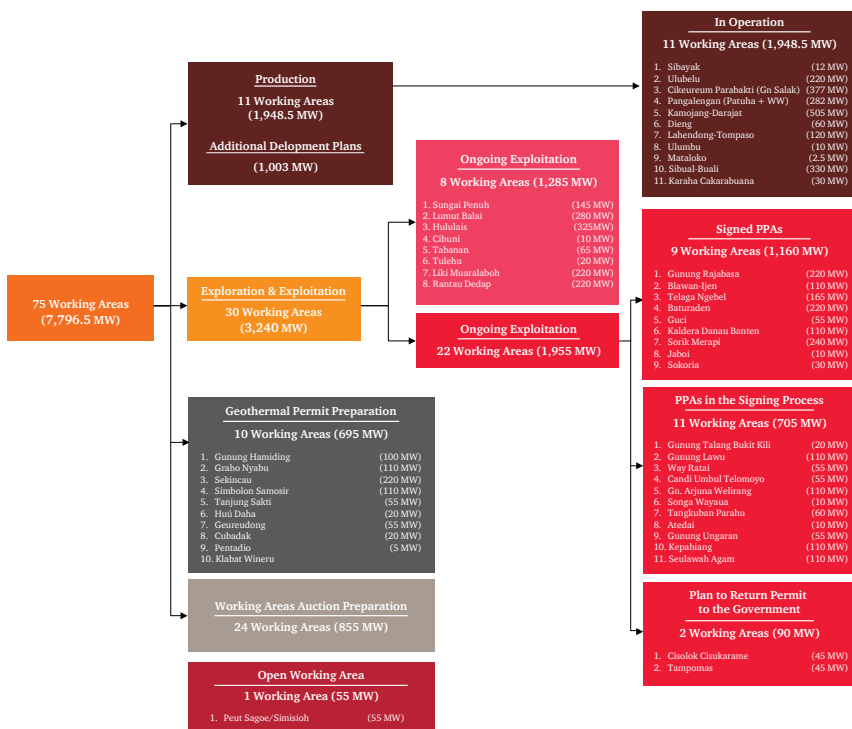 75 Working Areas
(7,796.5 MW)
Production
11 Working Areas
(1,948.5 MW)
Additional Delopment Plans
(1,003 MW)
In Operation
11 Working Areas (1,948.5 MW)
1. Sibayak (12 MW)
2. Ulubelu (220 MW)
3. Cikeureum Parabakti (Gn Salak) (377 MW)
4. Pangalengan (Patuha + WW) (282 MW)
5. Kamojang-Darajat (505 MW)
6. Dieng (60 MW)
7. Lahendong-Tompaso (120 MW)
8. Ulumbu (10 MW)
9. Mataloko (2.5 MW)
10. Sibual-Buali (330 MW)
11. Karaha Cakarabuana (30 MW)
Exploration & Exploitation
30 Working Areas
(3,240 MW)
Ongoing Exploitation
8 Working Areas (1,285 MW)
1. Sungai Penuh (145 MW)
2. Lumut Balai (280 MW)
3. Hululais (325MW)
4. Cibuni (10 MW)
5. Tabanan (65 MW)
6. Tulehu (20 MW)
7. Liki Muaralaboh (220 MW)
8. Rantau Dedap (220 MW)
Ongoing Exploitation
22 Working Areas (1,955 MW)
Signed PPAs
9 Working Areas (1,160 MW)
1. Gunung Rajabasa (220 MW)
2. Blawan-Ijen (110 MW)
3. Telaga Ngebel (165 MW)
4. Baturaden (220 MW)
5. Guci (55 MW)
6. Kaldera Danau Banten (110 MW)
7. Sorik Merapi (240 MW)
8. Jaboi (10 MW)
9. Sokoria (30 MW)
PPAs in the Signing Process
11 Working Areas (705 MW)
1. Gunung Talang Bukit Kili (20 MW)
2. Gunung Lawu (110 MW)
3. Way Ratai (55 MW)
4. Candi Umbul Telomoyo (55 MW)
5. Gn. Arjuna Welirang (110 MW)
6. Songa Wayaua (10 MW)
7. Tangkuban Parahu (60 MW)
8. Atedai (10 MW)
9. Gunung Ungaran (55 MW)
10. Kepahiang (110 MW)
11. Seulawah Agam (110 MW)
Plan to Return Permit
to the Government
2 Working Areas (90 MW)
1. Cisolok Cisukarame (45 MW)
2. Tampomas (45 MW)
Geothermal Permit Preparation
10 Working Areas (695 MW)
1. Gunung Hamiding (100 MW)
2. Graho Nyabu (110 MW)
3. Sekincau (220 MW)
4. Simbolon Samosir (110 MW)
5. Tanjung Sakti (55 MW)
6. Huú Daha (20 MW)
7. Geureudong (55 MW)
8. Cubadak (20 MW)
9. Pentadio (5 MW)
10. Klabat Wineru
Working Areas Auction Preparation
24 Working Areas (855 MW)
Open Working Area
1 Working Area (55 MW)
1. Peut Sagoe/Simisioh (55 MW)